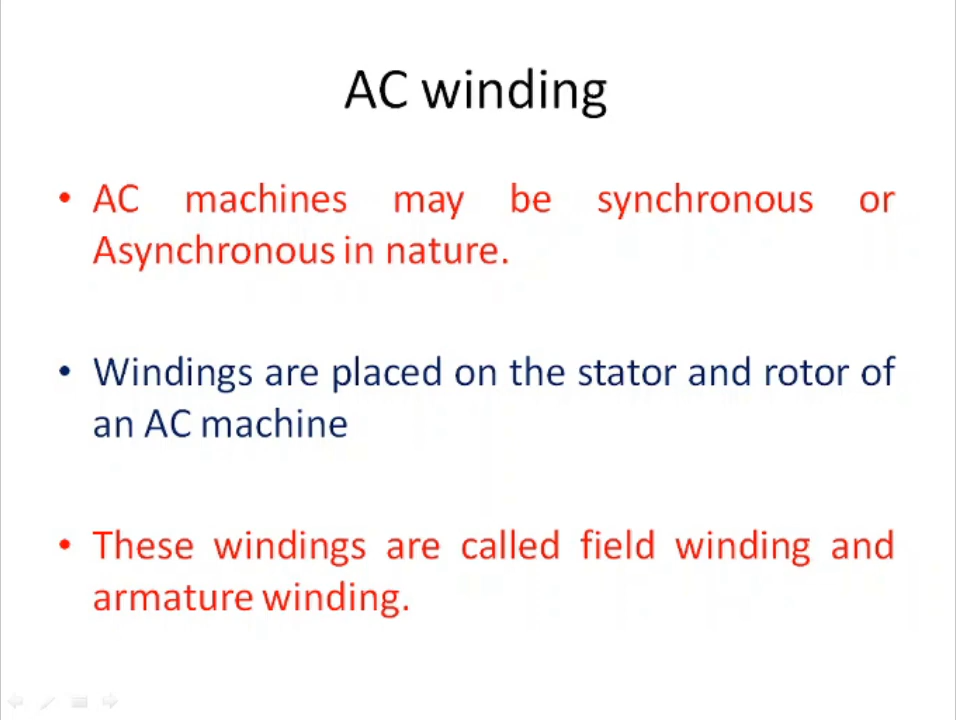 AC winding
• AC machines may be synchronous or
Asynchronous in nature.
• Windings are placed on the stator and rotor of
an AC machine
• These windings are called field winding and
armature winding.